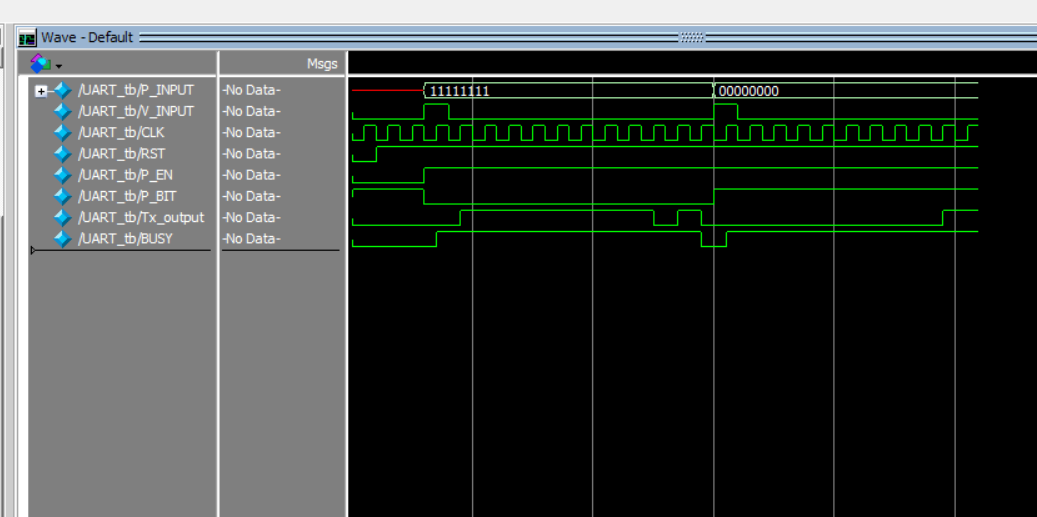 Wave - Default
Msgs
/UART_tb/P_INPUT -No Data- 11111111 00000000
/UART_tb/V_INPUT -No Data-
/UART_tb/CLK -No Data-
/UART_tb/RST -No Data-
/UART_tb/P_EN -No Data-
/UART_tb/P_BIT -No Data-
/UART_tb/Tx_output -No Data-
/UART_tb/BUSY -No Data-